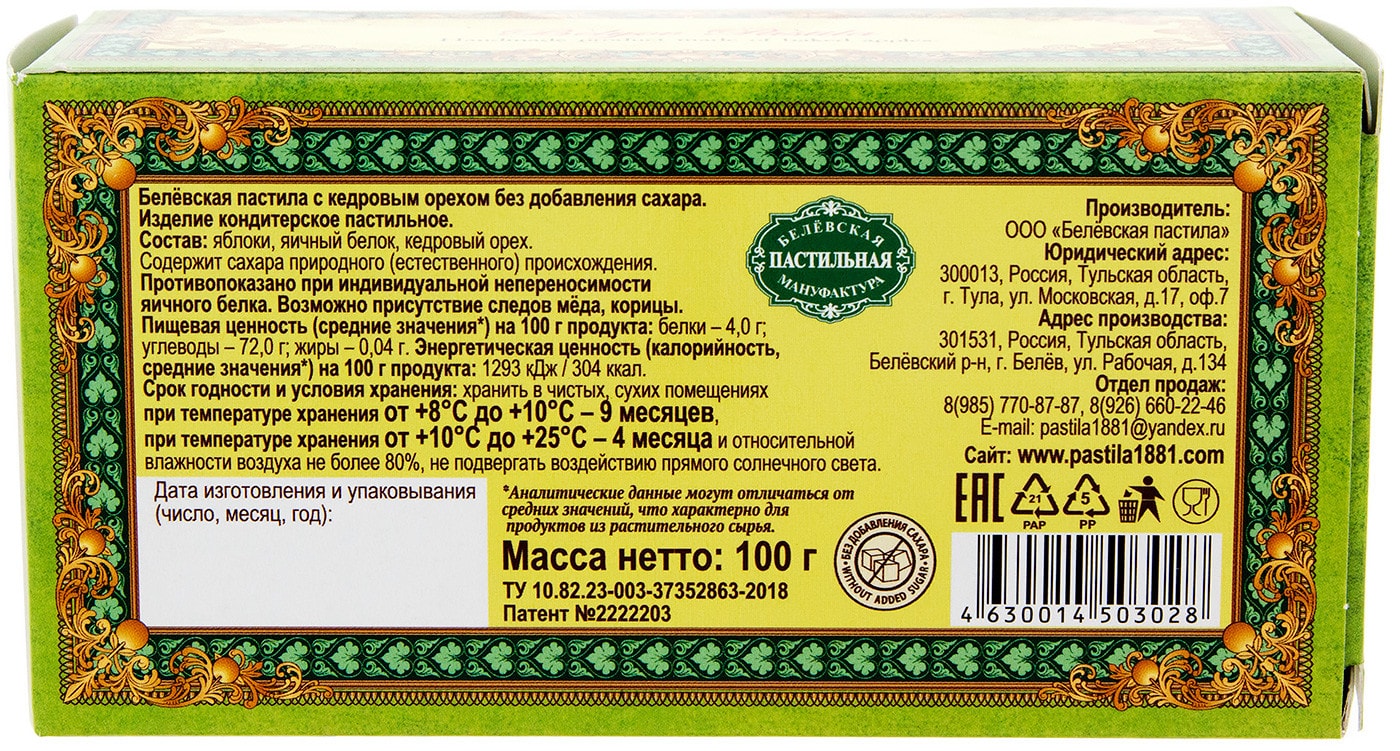 Белёвская пастила с кедровым орехом без добавления сахара.
Изделие кондитерское пастильное.
Состав: яблоки, яичный белок, кедровый орех.
Содержит сахара природного (естественного) происхождения.
Противопоказано при индивидуальной непереносимости
яичного белка. Возможно присутствие следов мёда, корицы.
Пищевая ценность (средние значения*) на 100 г продукта: белки – 4,0 г;
углеводы – 72,0 г; жиры – 0,04 г. Энергетическая ценность (калорийность,
средние значения*) на 100 г продукта: 1293 кДж / 304 ккал.
Срок годности и условия хранения: хранить в чистых, сухих помещениях
при температуре хранения от +8°С до +10°С – 9 месяцев,
при температуре хранения от +10°С до +25°С – 4 месяца и относительной
влажности воздуха не более 80%, не подвергать воздействию прямого солнечного света.
Дата изготовления и упаковывания
(число, месяц, год):
*Аналитические данные могут отличаться от
средних значений, что характерно для
продуктов из растительного сырья.
Масса нетто: 100 г
ТУ 10.82.23-003-37352863-2018
Патент №2222203
БЕЛЁВСКАЯ
ПАСТИЛЬНАЯ
МАНУФАКТУРА
Производитель:
ООО «Белёвская пастила»
Юридический адрес:
300013, Россия, Тульская область,
г. Тула, ул. Московская, д.17, оф.7
Адрес производства:
301531, Россия, Тульская область,
Белёвский р-н, г. Белёв, ул. Рабочая, д.134
Отдел продаж:
8(985) 770-87-87, 8(926) 660-22-46
E-mail: pastila1881@yandex.ru
Сайт: www.pastila1881.com
ЕАС
21
PAP
5
PP
БЕЗ ДОБАВЛЕНИЯ САХАРА
WITHOUT ADDED SUGAR
4 630014 503028